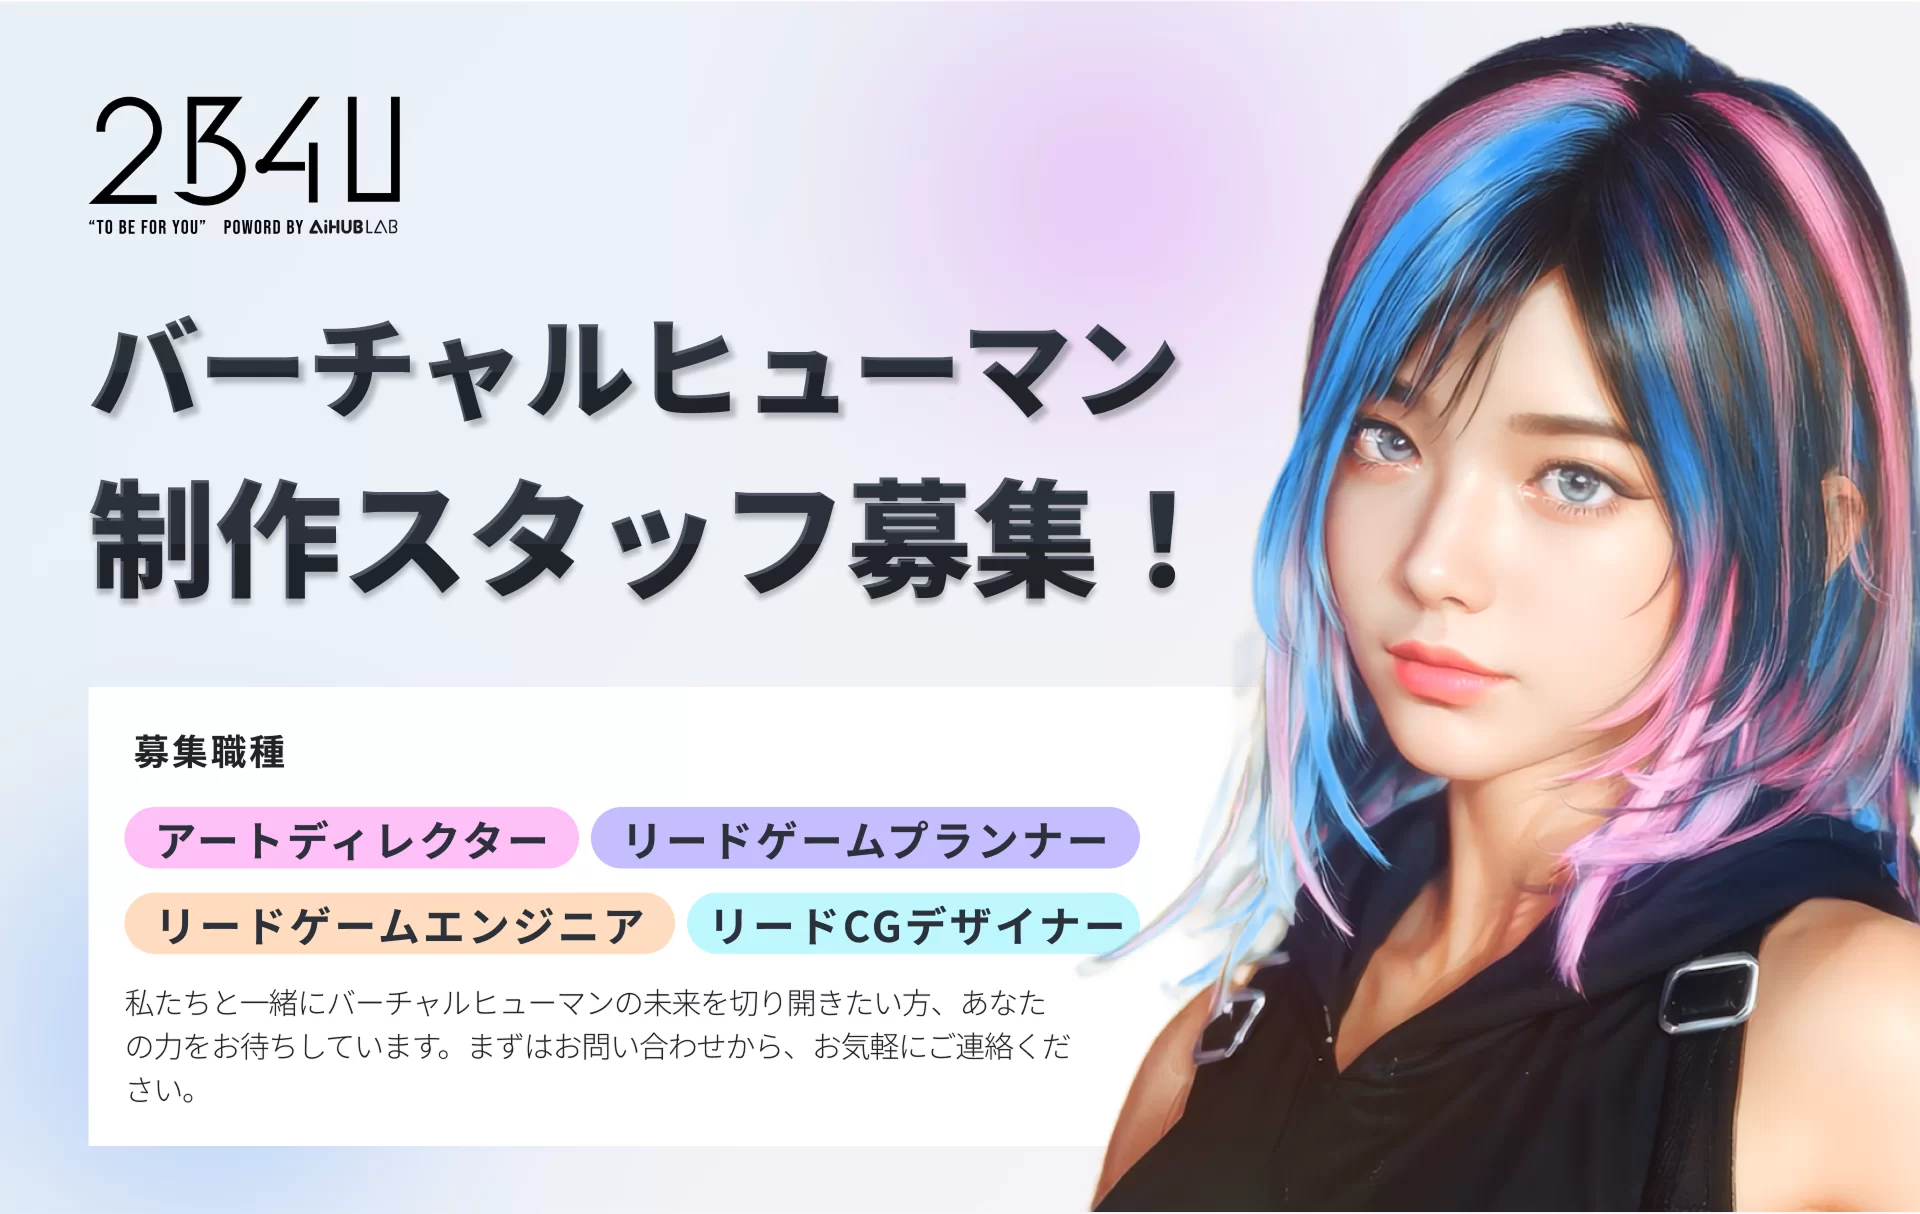 2B4U
“TO BE FOR YOU” POWORD BY AiHUB LAB
バーチャルヒューマン
制作スタッフ募集！
募集職種
アートディレクター リードゲームプランナー
リードゲームエンジニア リードCGデザイナー
私たちと一緒にバーチャルヒューマンの未来を切り開きたい方、あなた
の力をお待ちしています。まずはお問い合わせから、お気軽にご連絡くだ
さい。